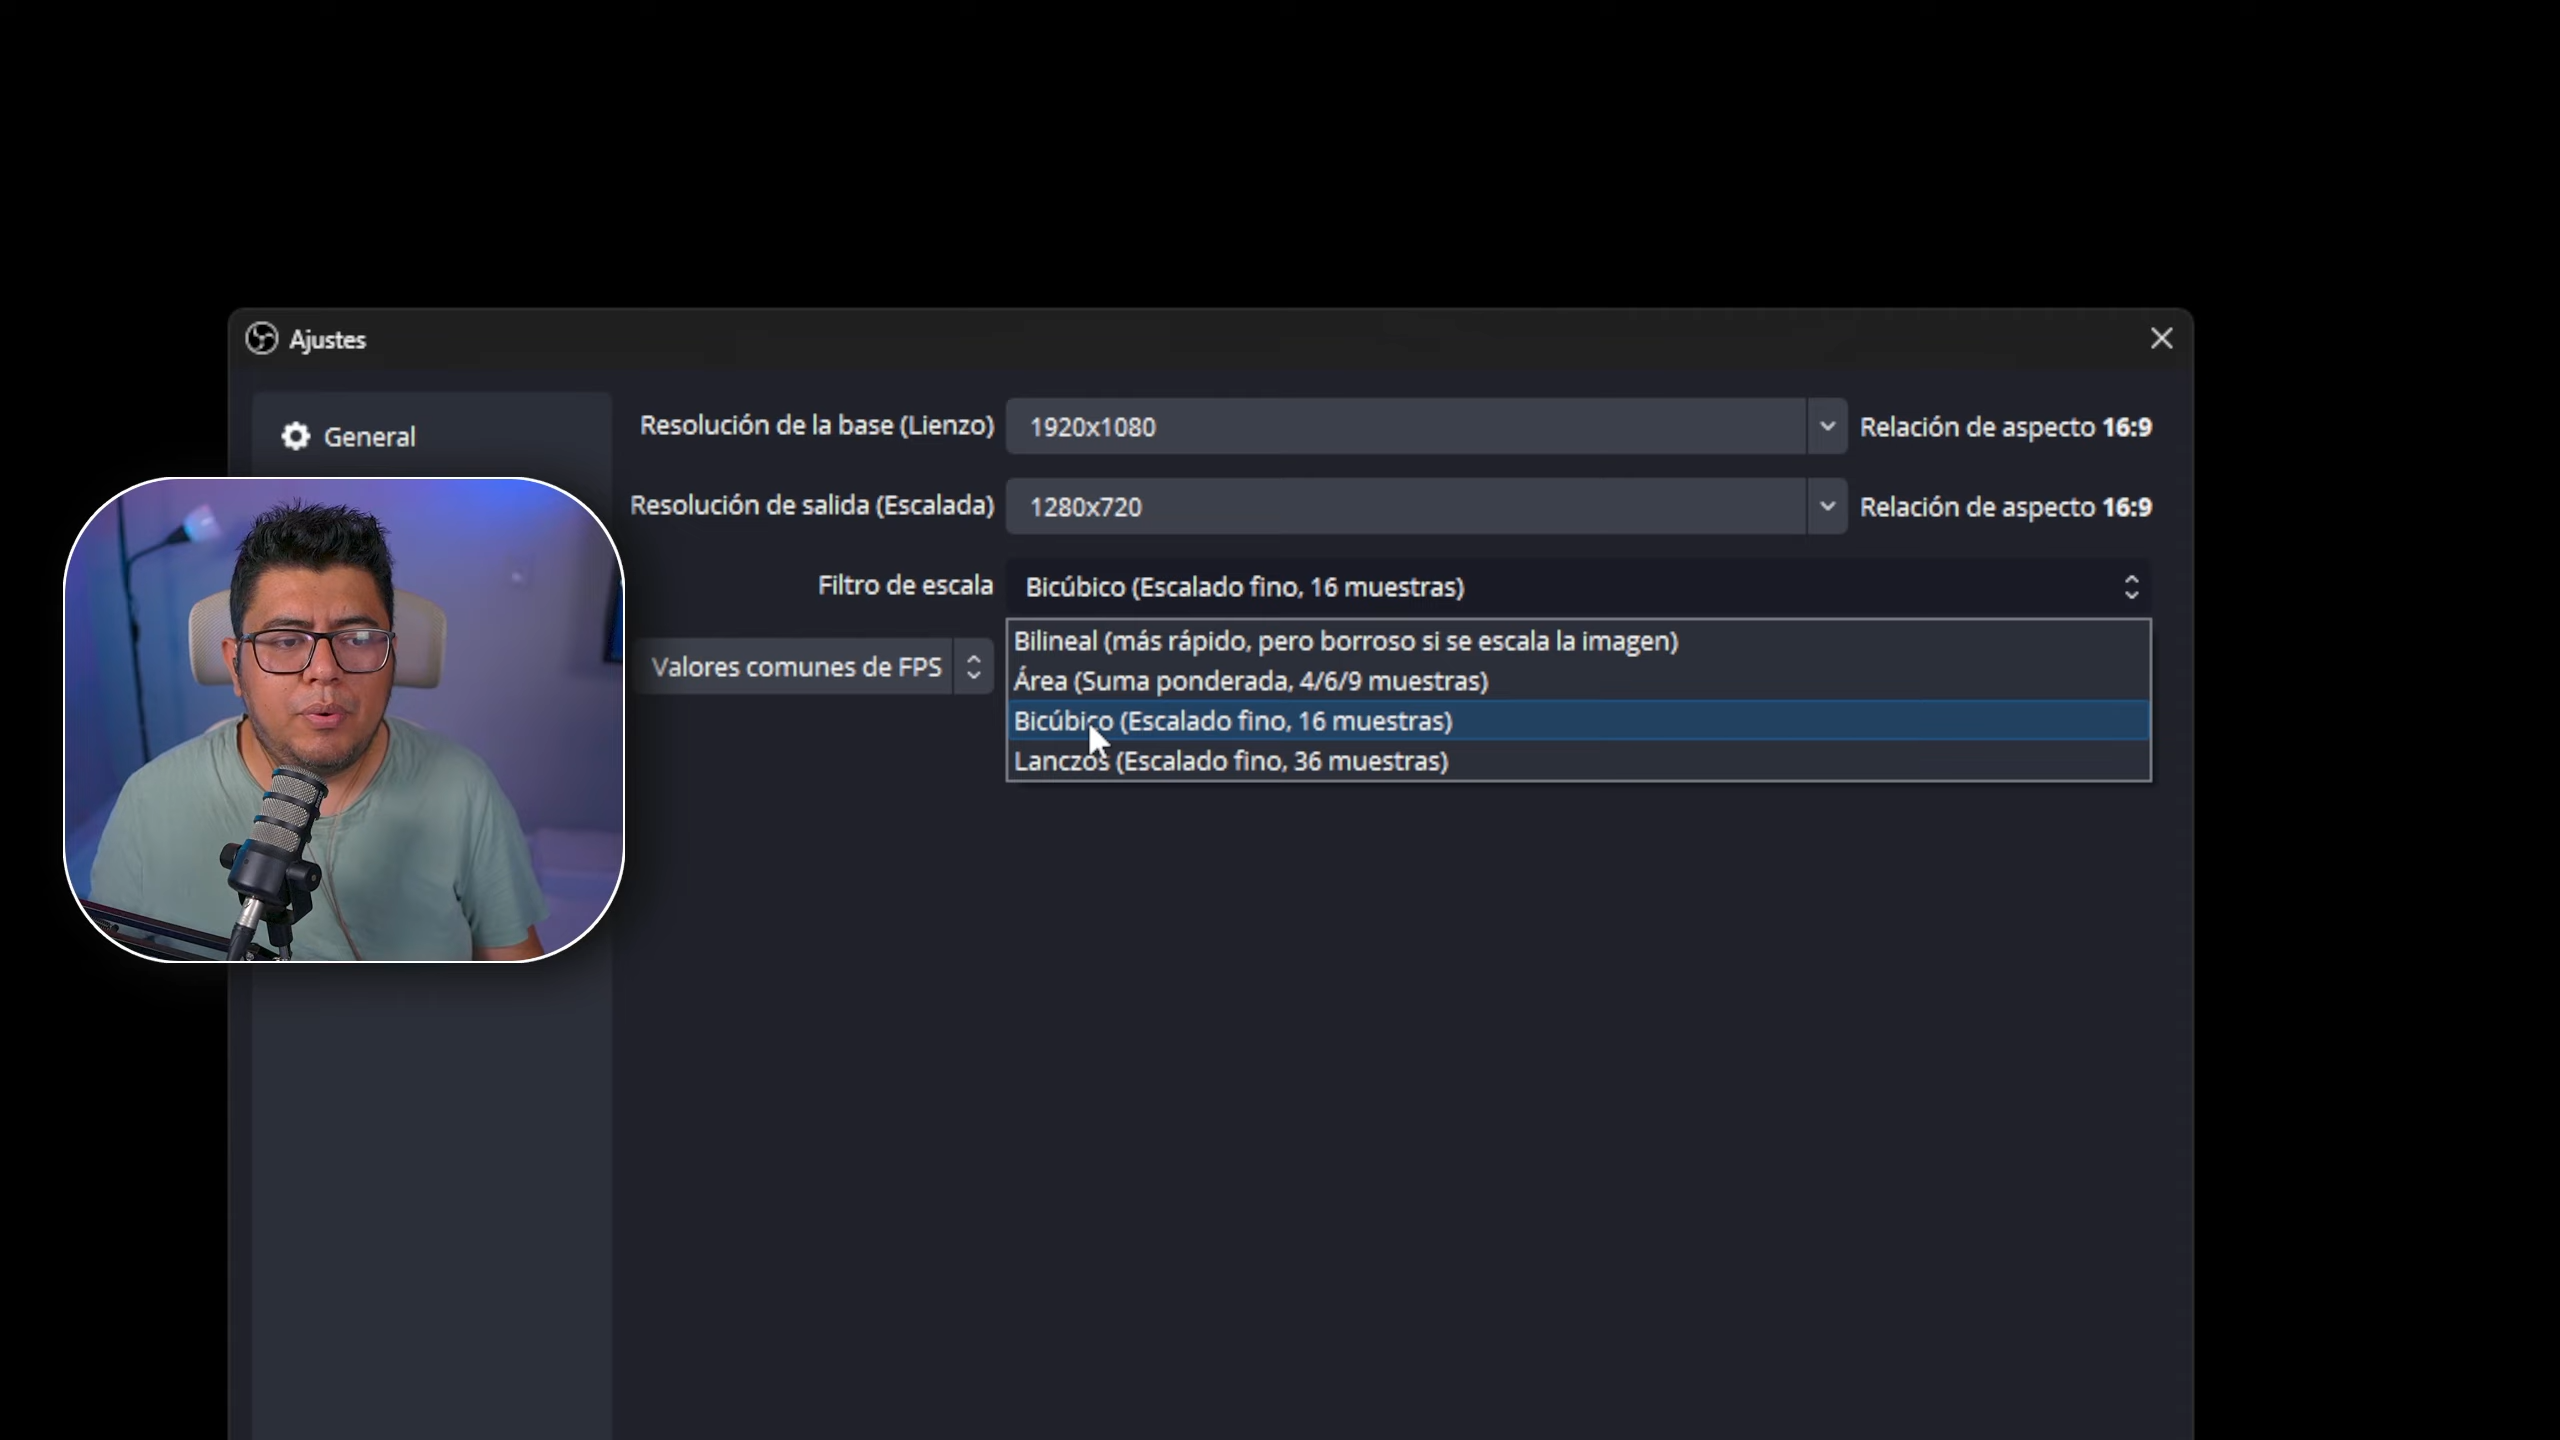 Ajustes
General
Resolución de la base (Lienzo) 1920x1080 Relación de aspecto 16:9
Resolución de salida (Escalada) 1280x720 Relación de aspecto 16:9
Filtro de escala Bicúbico (Escalado fino, 16 muestras)
Valores comunes de FPS
Bilineal (más rápido, pero borroso si se escala la imagen)
Área (Suma ponderada, 4/6/9 muestras)
Bicúbico (Escalado fino, 16 muestras)
Lanczos (Escalado fino, 36 muestras)